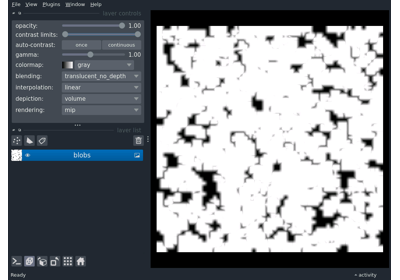 File View Plugins Window Help
layer controls
opacity: 1.00
contrast limits:
auto-contrast: once continuous
gamma: 1.00
colormap: gray
blending: translucent_no_depth
interpolation: linear
depiction: volume
rendering: mip
layer list
blobs
Ready activity